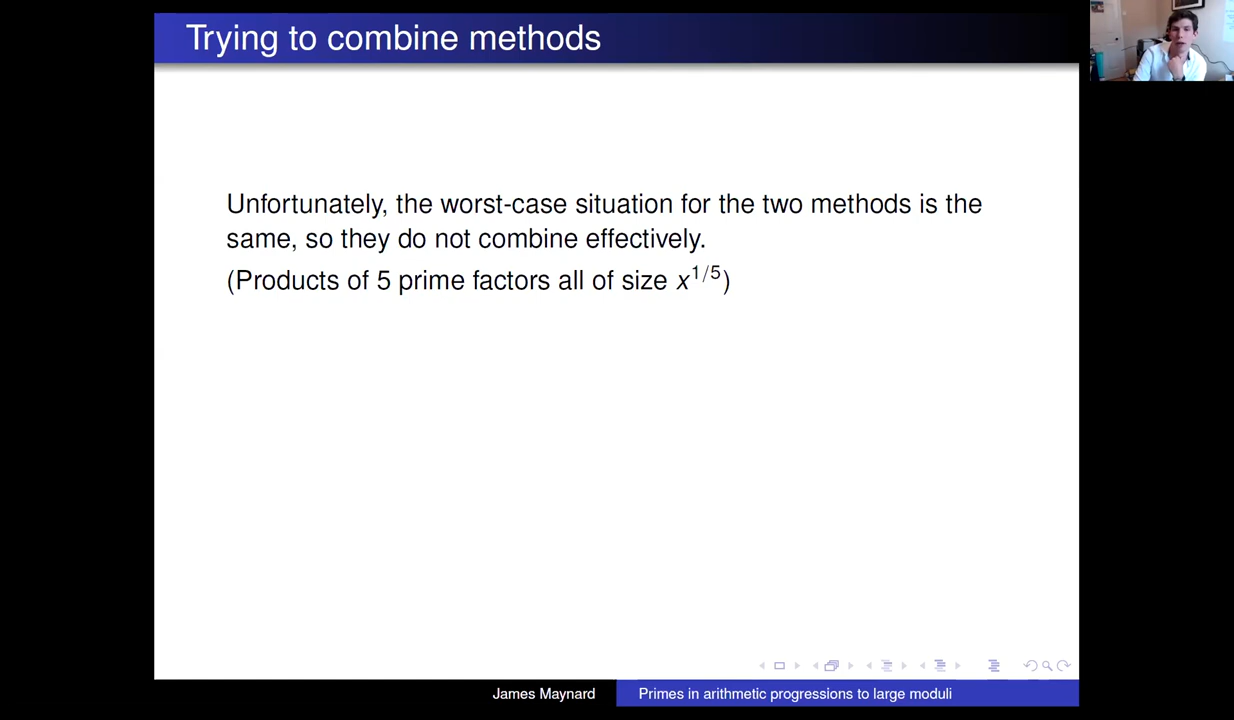 Trying to combine methods
Unfortunately, the worst-case situation for the two methods is the
same, so they do not combine effectively.
(Products of 5 prime factors all of size x^{1/5})
James Maynard
Primes in arithmetic progressions to large moduli